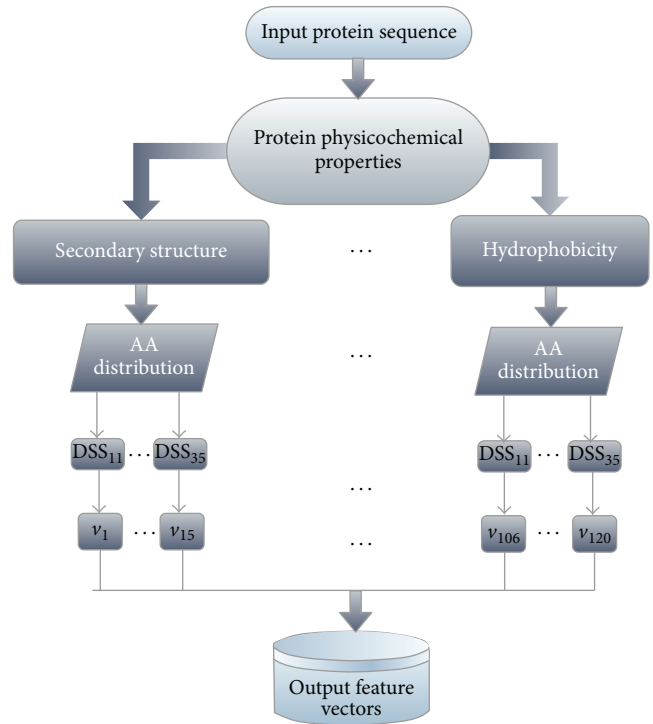 Input protein sequence
Protein physicochemical
properties
Secondary structure
...
Hydrophobicity
AA
distribution
...
AA
distribution
DSS₁₁ ... DSS₃₅
DSS₁₁ ... DSS₃₅
...
v₁ ... v₁₅
...
v₁₀₆ ... v₁₂₀
Output feature
vectors